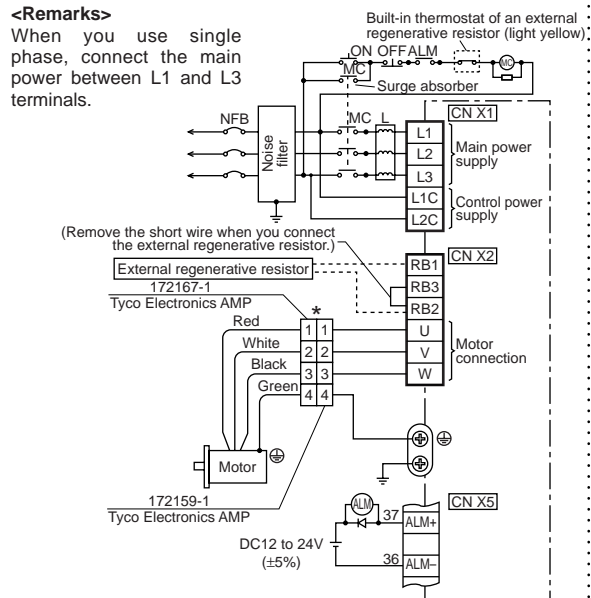 <Remarks>
When you use single
phase, connect the main
power between L1 and L3
terminals.
Built-in thermostat of an external
regenerative resistor (light yellow)
ON OFF ALM
MC
MC
Surge absorber
NFB
Noise
filter
MC L
CN X1
L1
L2
L3
L1C
L2C
Main power
supply
Control power
supply
(Remove the short wire when you connect
the external regenerative resistor.)
External regenerative resistor
CN X2
RB1
RB3
RB2
U
V
W
Motor
connection
172167-1
Tyco Electronics AMP
*
Red
1 1
White
2 2
Black
3 3
Green
4 4
Motor
172159-1
Tyco Electronics AMP
CN X5
ALM
37
ALM+
DC12 to 24V
(±5%)
36
ALM–